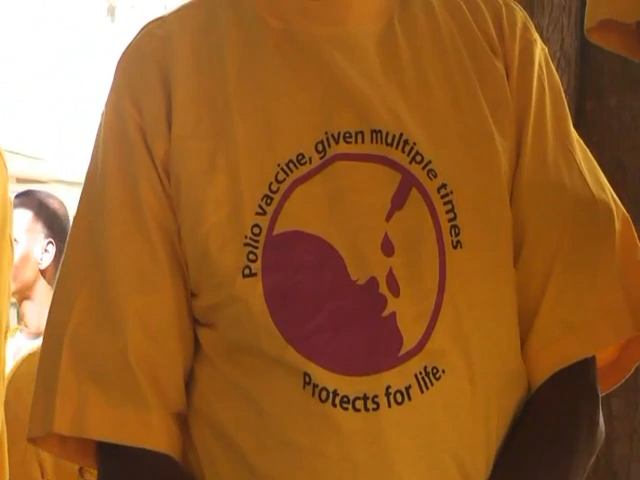 Polio vaccine, given multiple times
Protects for life.